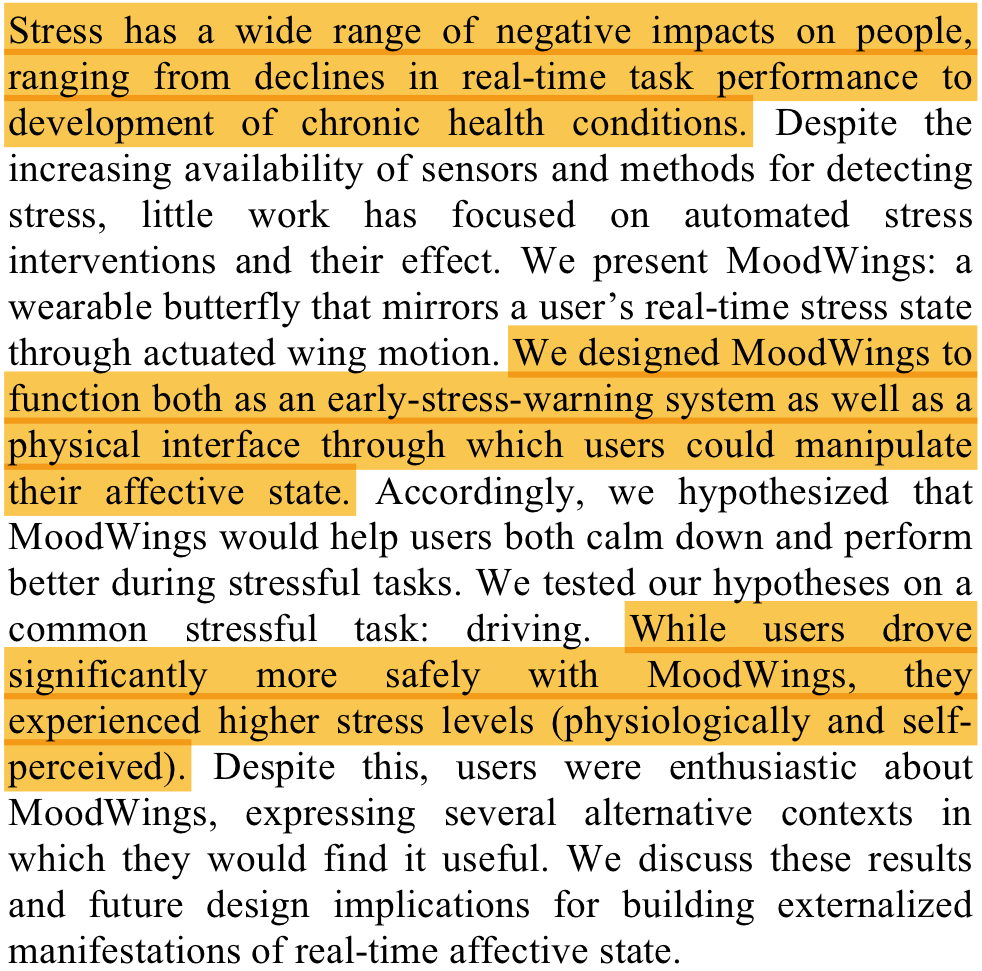 Stress has a wide range of negative impacts on people,
ranging from declines in real-time task performance to
development of chronic health conditions. Despite the
increasing availability of sensors and methods for detecting
stress, little work has focused on automated stress
interventions and their effect. We present MoodWings: a
wearable butterfly that mirrors a user’s real-time stress state
through actuated wing motion. We designed MoodWings to
function both as an early-stress-warning system as well as a
physical interface through which users could manipulate
their affective state. Accordingly, we hypothesized that
MoodWings would help users both calm down and perform
better during stressful tasks. We tested our hypotheses on a
common stressful task: driving. While users drove
significantly more safely with MoodWings, they
experienced higher stress levels (physiologically and self-
perceived). Despite this, users were enthusiastic about
MoodWings, expressing several alternative contexts in
which they would find it useful. We discuss these results
and future design implications for building externalized
manifestations of real-time affective state.